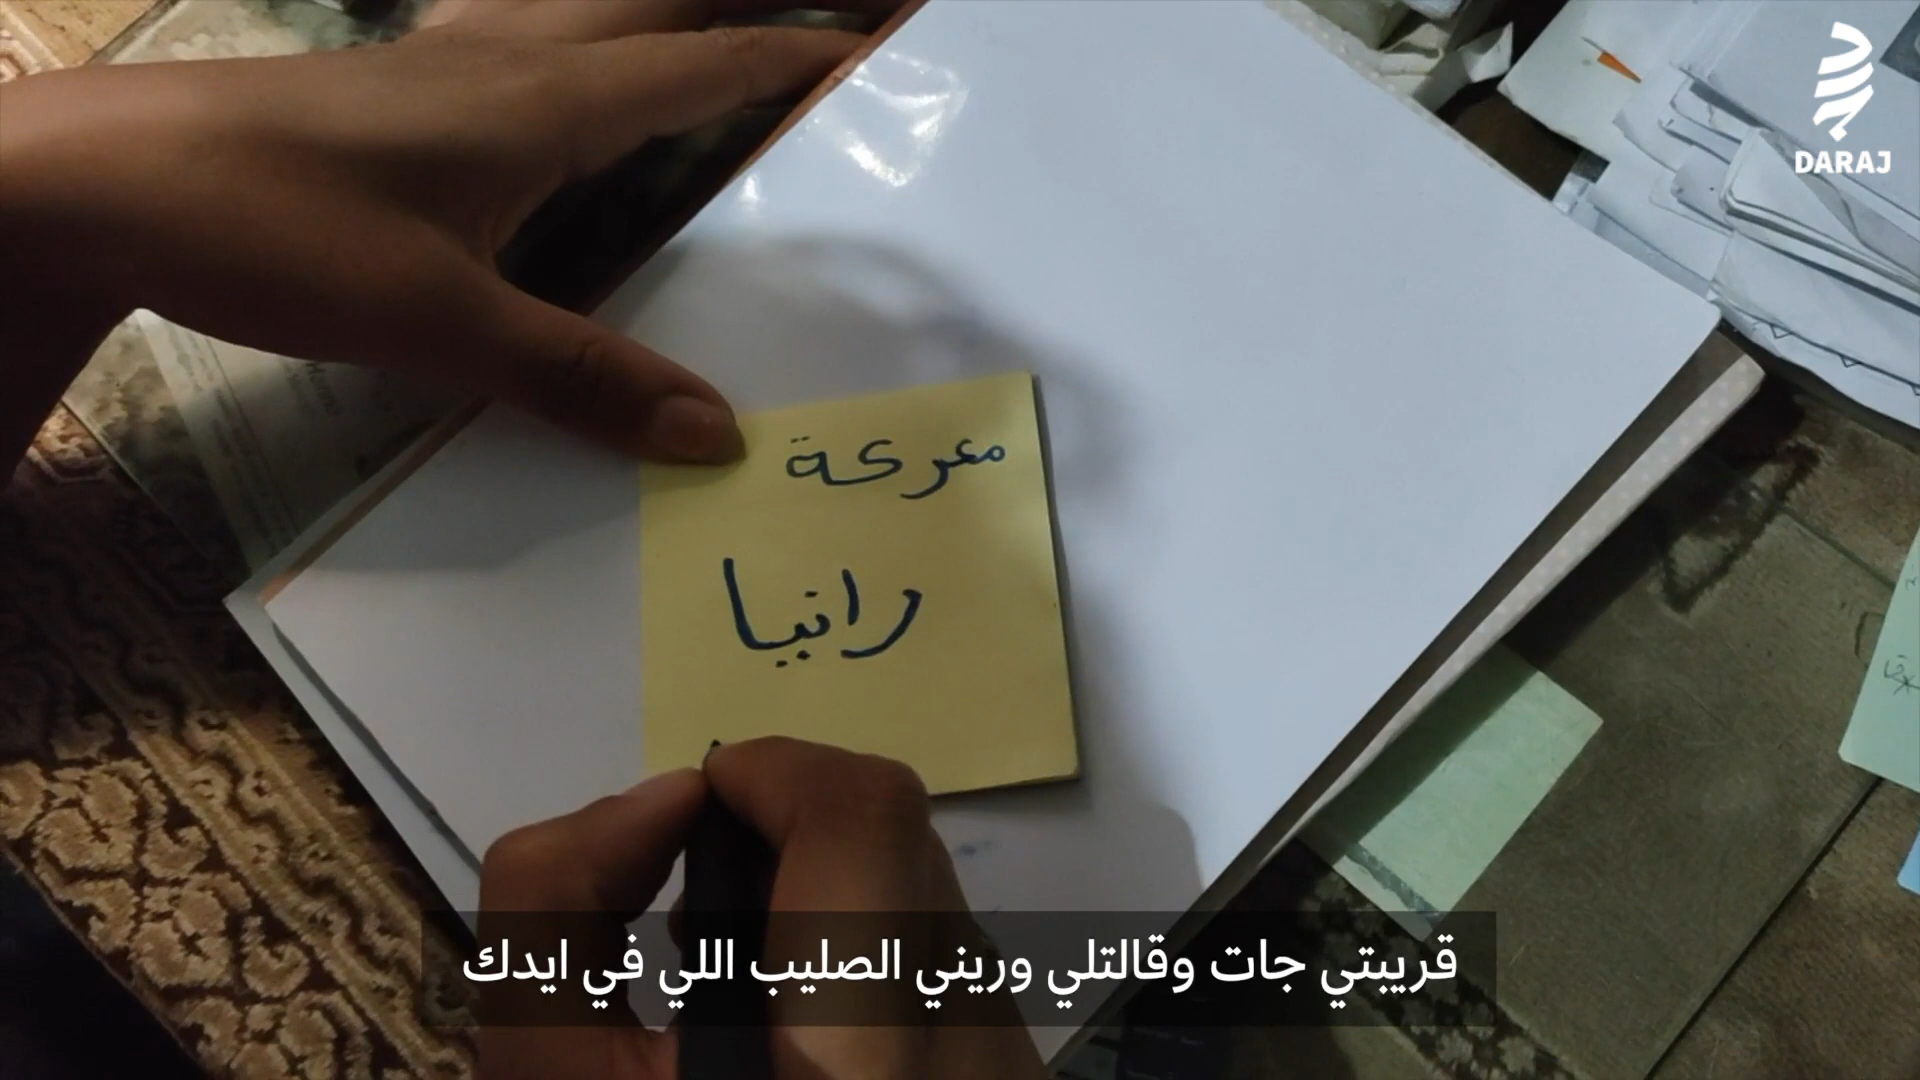 DARAJ
معركة
رانيا
قريبتي جات وقالتلي وريني الصليب اللي في ايدك